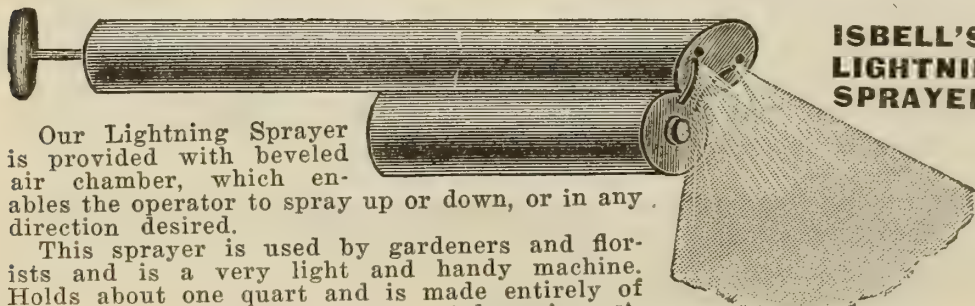 ISBELL'S
Our Lightning Sprayer
is provided with beveled
air chamber, which en-
ables the operator to spray up or down, or in any
direction desired.
This sprayer is used by gardeners and flor-
ists and is a very light and handy machine.
Holds about one quart and is made entirely of